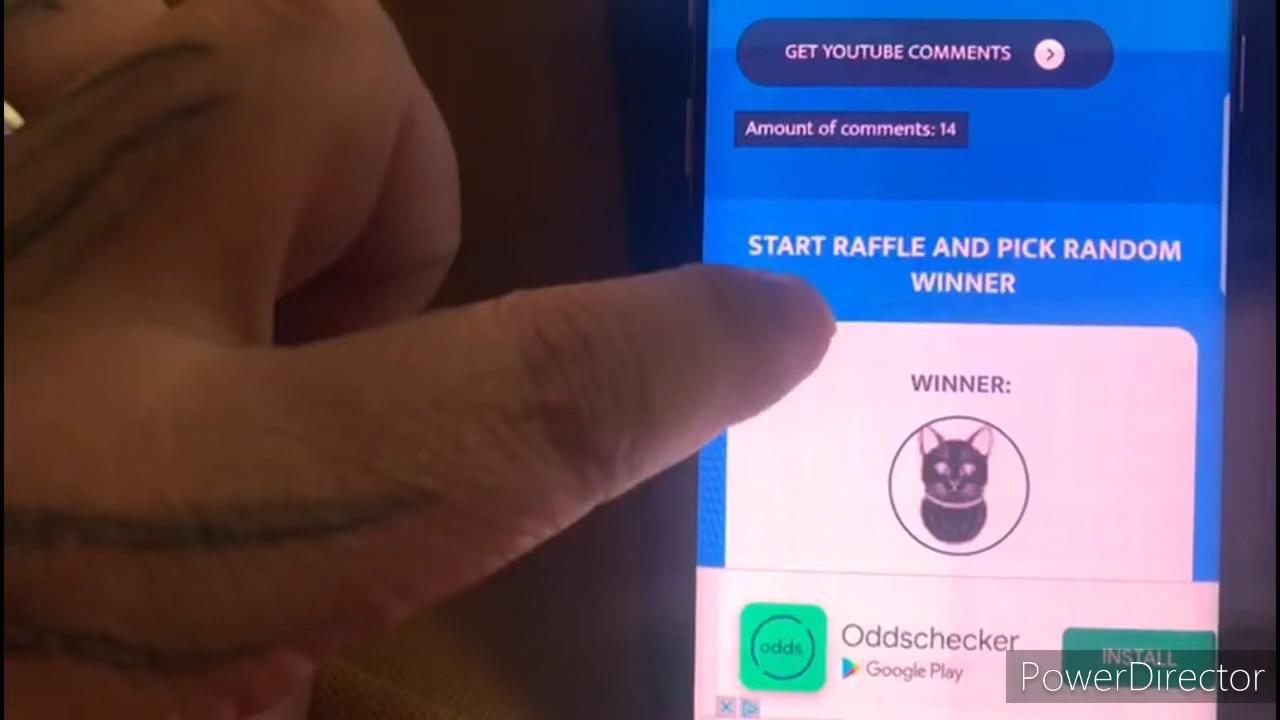 GET YOUTUBE COMMENTS
Amount of comments: 14
START RAFFLE AND PICK RANDOM
WINNER
WINNER:
odds.
Oddschecker
Google Play
INSTALL
PowerDirector